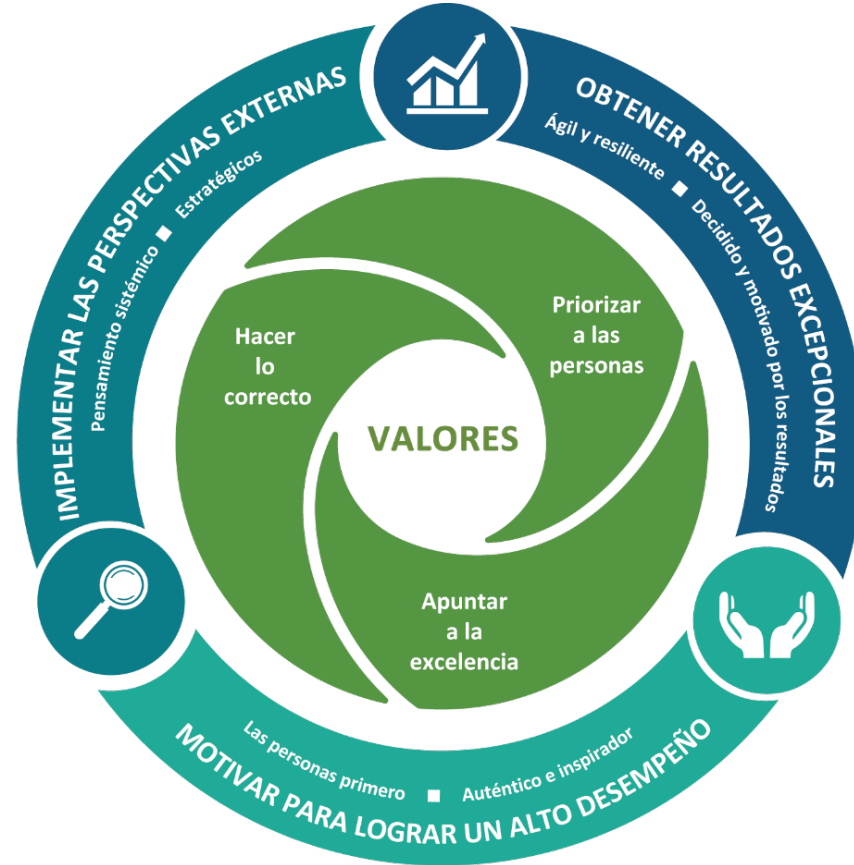 IMPLEMENTAR LAS PERSPECTIVAS EXTERNAS
Pensamiento sistémico ■ Estratégicos
OBTENER RESULTADOS EXCEPCIONALES
Ágil y resiliente ■ Decidido y motivado por los resultados
Hacer
lo
correcto
Priorizar
a las
personas
VALORES
Apuntar
a la
excelencia
Las personas primero ■ Auténtico e inspirador
MOTIVAR PARA LOGRAR UN ALTO DESEMPEÑO